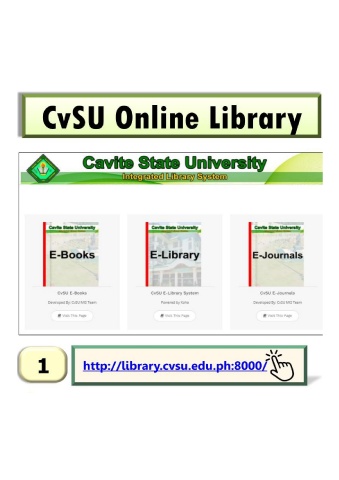 CvSU Online Library
Cavite State University
Integrated Library System
Cavite State University
E-Books
CvSU E-Books
Developed By: CvSU MIS Team
Visit This Page
Cavite State University
E-Library
CvSU E-Library System
Powered by Koha
Visit This Page
Cavite State University
E-Journals
CvSU E-Journals
Developed By: CvSU MIS Team
Visit This Page
1
http://library.cvsu.edu.ph:8000/